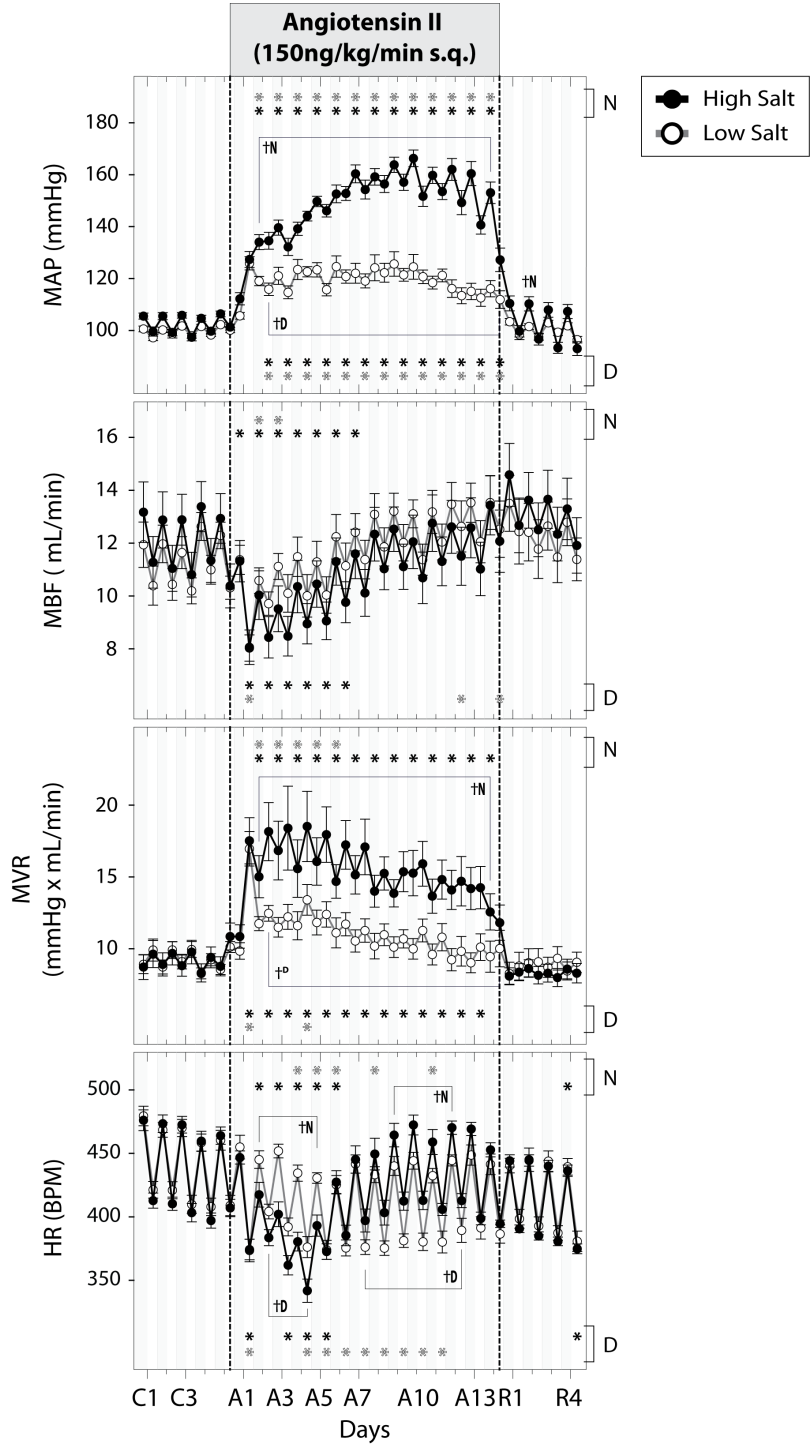 Angiotensin II
(150ng/kg/min s.q.)
High Salt
Low Salt
MAP (mmHg)
180
160
140
120
100
* * * * * * * * * * * * *
* * * * * * * * * * * * *
N
†N
†N
†D
* * * * * * * * * * * * *
* * * * * * * * * * * * *
D
MBF ( mL/min)
16
14
12
10
8
* *
* * * * * * *
N
* * * * * *
* * *
D
MVR
(mmHg x mL/min)
20
15
10
* * * * *
* * * * * * * * * * * * *
N
†N
†D
* * * * * * * * * * * * *
* *
D
HR (BPM)
500
450
400
350
* * * * *
* * * * * *
N
†N
†N
†D
†D
* * * * *
* * * * * * * * *
D
C1 C3 A1 A3 A5 A7 A10 A13 R1 R4
Days